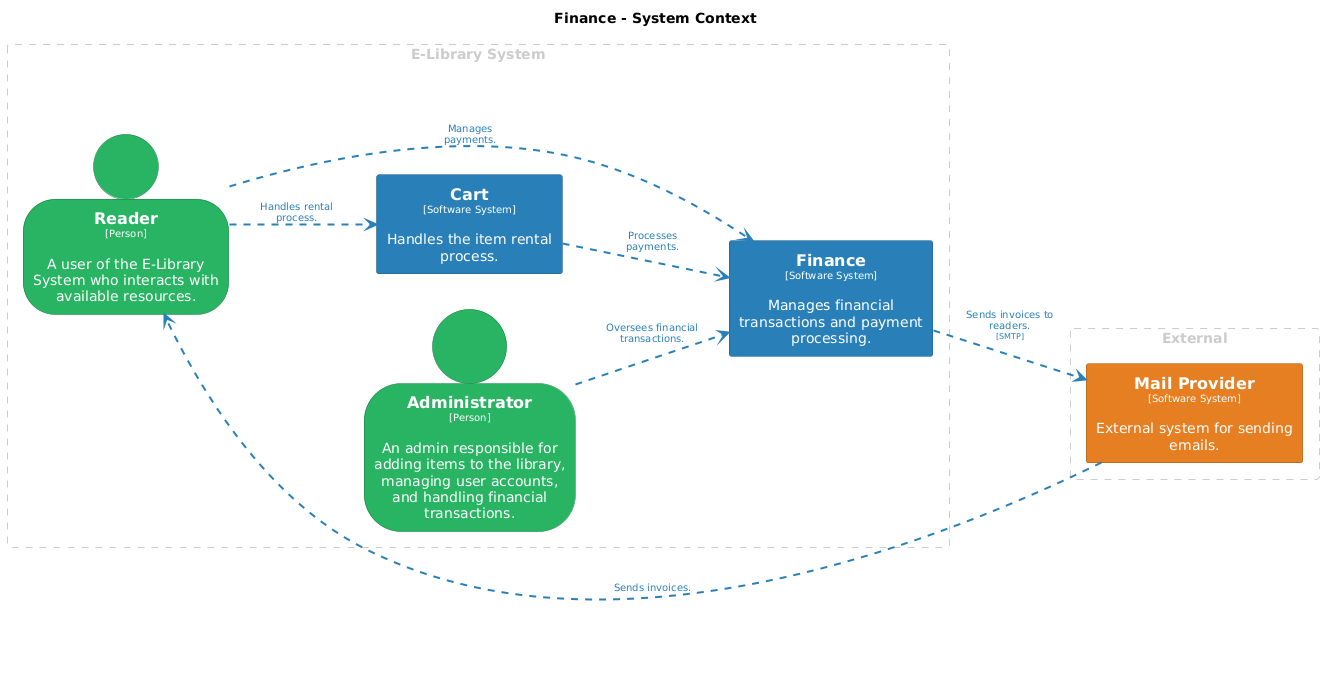 Finance - System Context
E-Library System
Manages
payments.
Reader
[Person]
A user of the E-Library
System who interacts with
available resources.
Handles rental
process.
Cart
[Software System]
Handles the item rental
process.
Processes
payments.
Finance
[Software System]
Manages financial
transactions and payment
processing.
Administrator
[Person]
An admin responsible for
adding items to the library,
managing user accounts,
and handling financial
transactions.
Oversees financial
transactions.
Sends invoices to
readers.
[SMTP]
External
Mail Provider
[Software System]
External system for sending
emails.
Sends invoices.